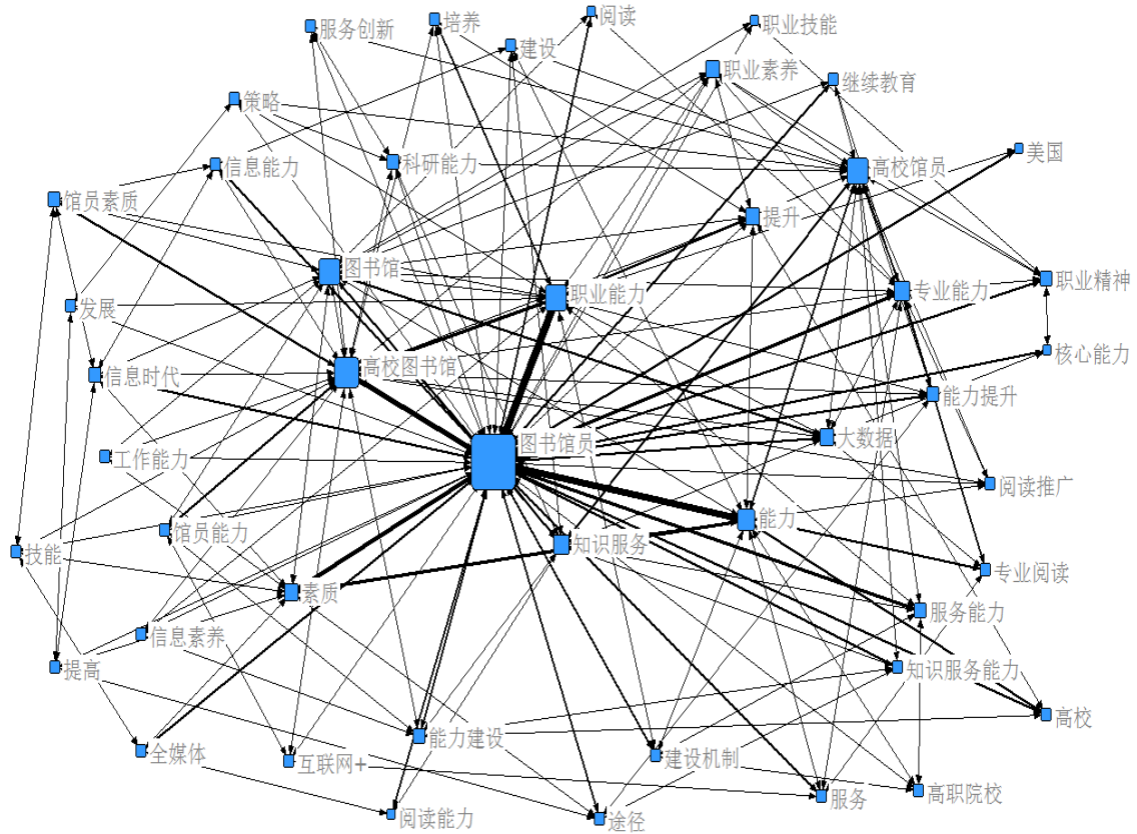 阅读
培养
服务创新
职业技能
建设
职业素养
继续教育
策略
美国
信息能力
科研能力
高校馆员
馆员素质
提升
图书馆
职业精神
专业能力
职业能力
发展
核心能力
高校图书馆
信息时代
能力提升
大数据
图书馆员
工作能力
阅读推广
能力
馆员能力
知识服务
技能
专业阅读
素质
服务能力
信息素养
提高
知识服务能力
高校
能力建设
全媒体
建设机制
互联网+
高职院校
服务
阅读能力
途径